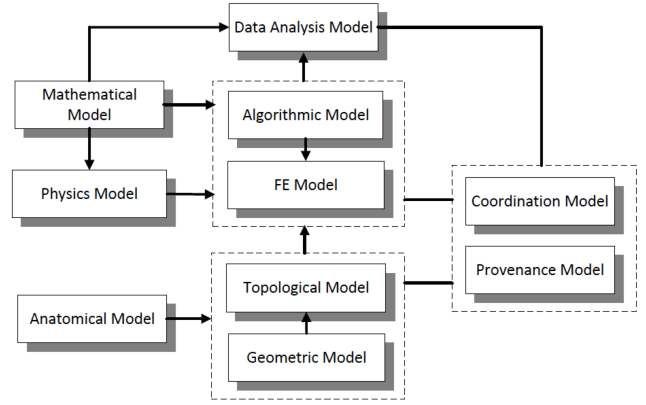 Data Analysis Model
Mathematical
Model
Algorithmic Model
Physics Model
FE Model
Coordination Model
Provenance Model
Topological Model
Anatomical Model
Geometric Model